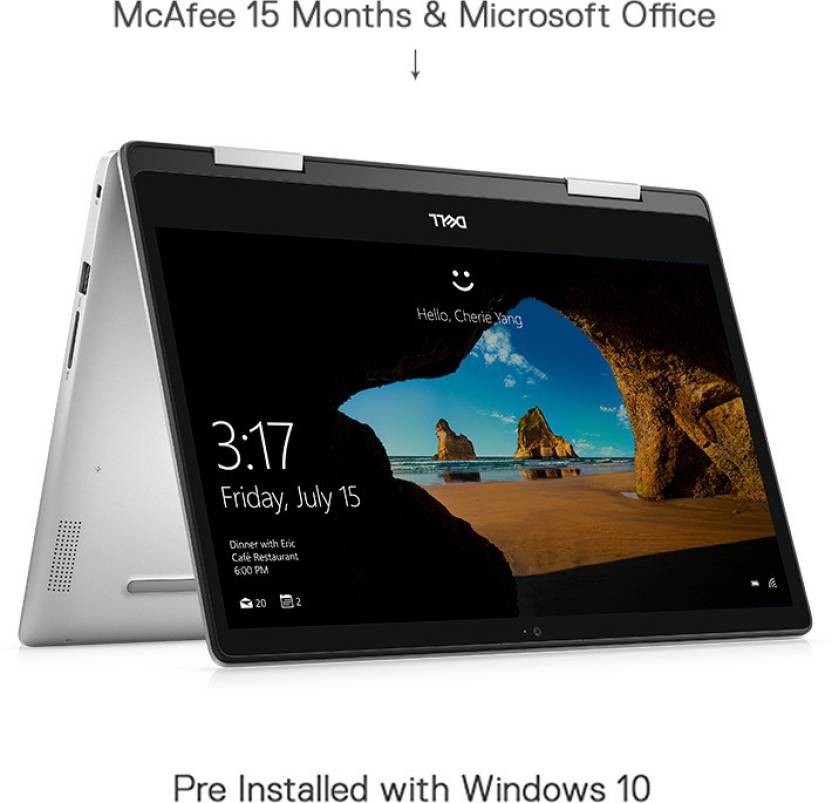 McAfee 15 Months & Microsoft Office
DELL
Hello, Cherie Yang
3:17
Friday, July 15
Dinner with Eric
Café Restaurant
6:00 PM
20 2
Pre Installed with Windows 10